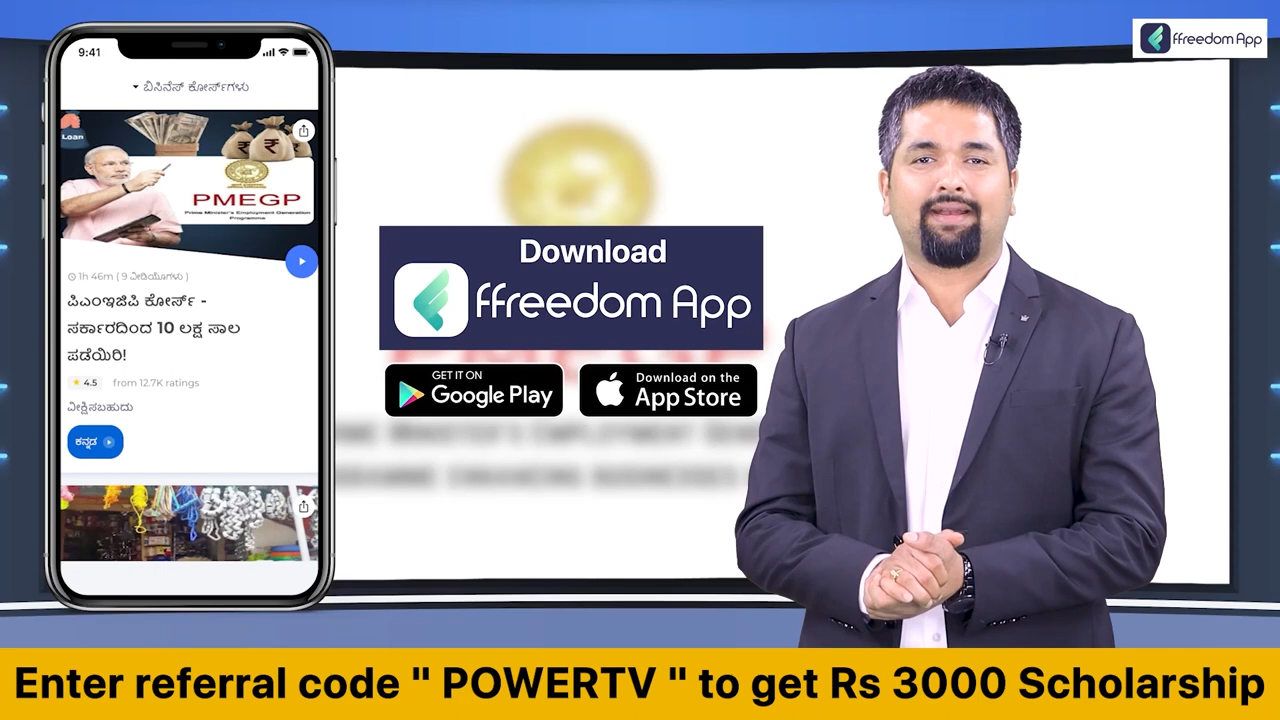 9:41
ಬಿಸಿನೆಸ್ ಕೋರ್ಸ್‌ಗಳು
Loan
PMEGP
Prime Minister's Employment Generation
Programme
1h 46m ( 9 ವೀಡಿಯೊಗಳು )
ಪಿಎಂಇಜಿಪಿ ಕೋರ್ಸ್ -
ಸರ್ಕಾರದಿಂದ 10 ಲಕ್ಷ ಸಾಲ
ಪಡೆಯಿರಿ!
4.5 from 12.7K ratings
ವೀಕ್ಷಿಸಬಹುದು
ಕನ್ನಡ
Download
ffreedom App
GET IT ON
Google Play
Download on the
App Store
ffreedom App
Enter referral code " POWERTV " to get Rs 3000 Scholarship